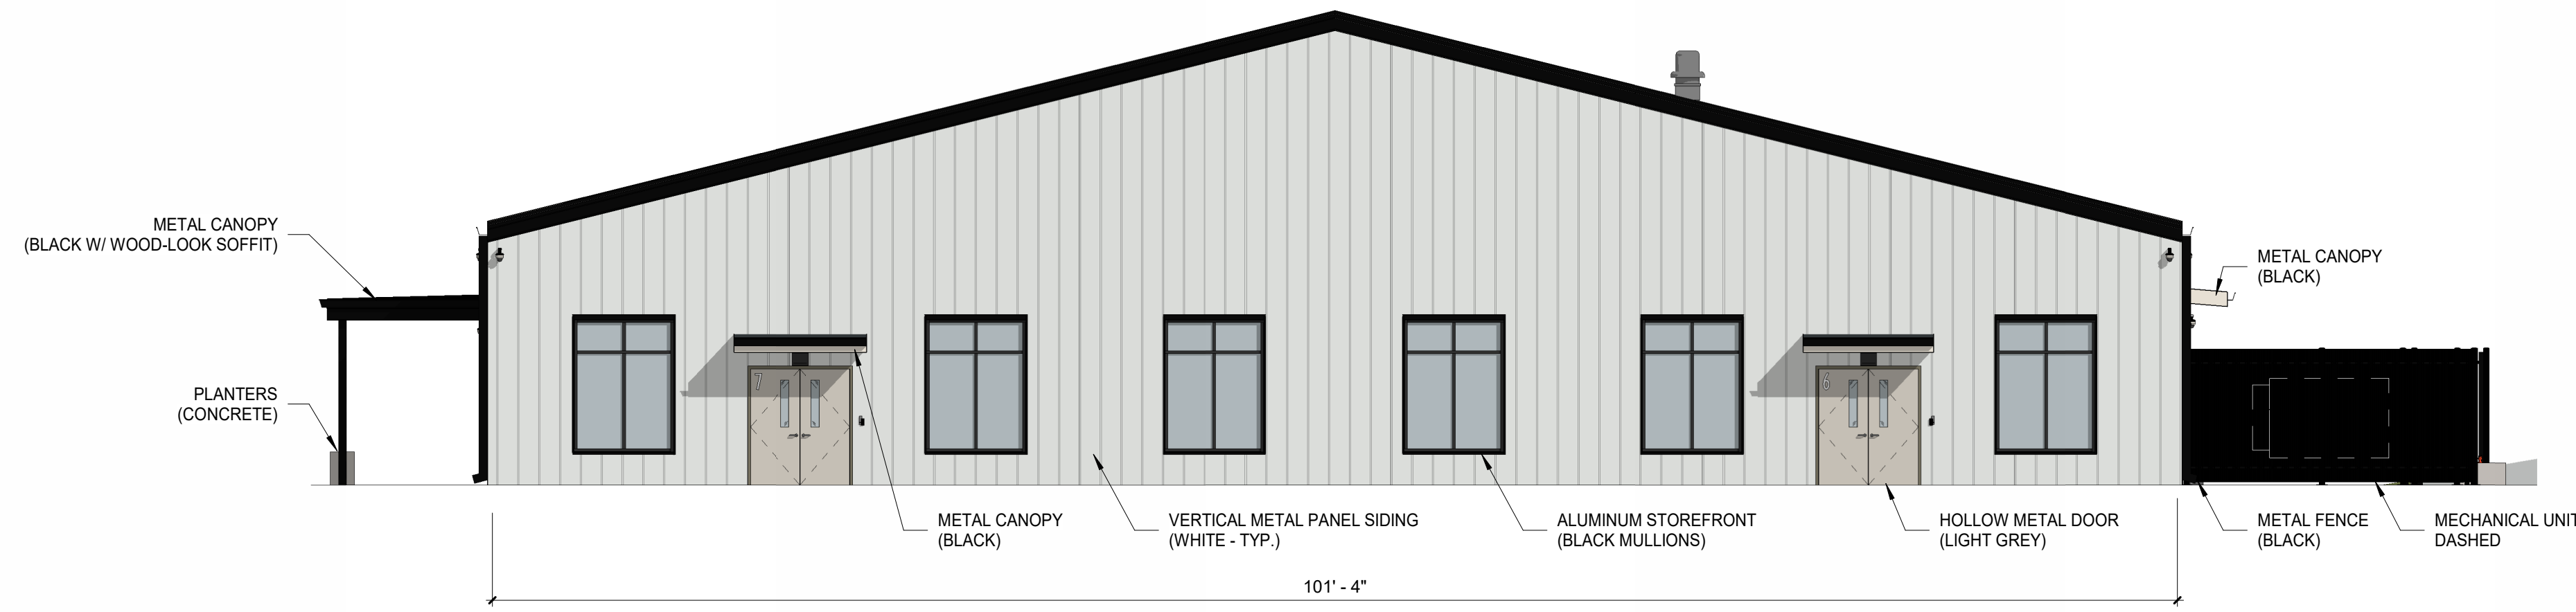 METAL CANOPY
(BLACK W/ WOOD-LOOK SOFFIT)
METAL CANOPY
(BLACK)
7
6
PLANTERS
(CONCRETE)
METAL CANOPY
(BLACK)
VERTICAL METAL PANEL SIDING
(WHITE - TYP.)
ALUMINUM STOREFRONT
(BLACK MULLIONS)
HOLLOW METAL DOOR
(LIGHT GREY)
METAL FENCE
(BLACK)
MECHANICAL UNIT
DASHED
101' - 4"